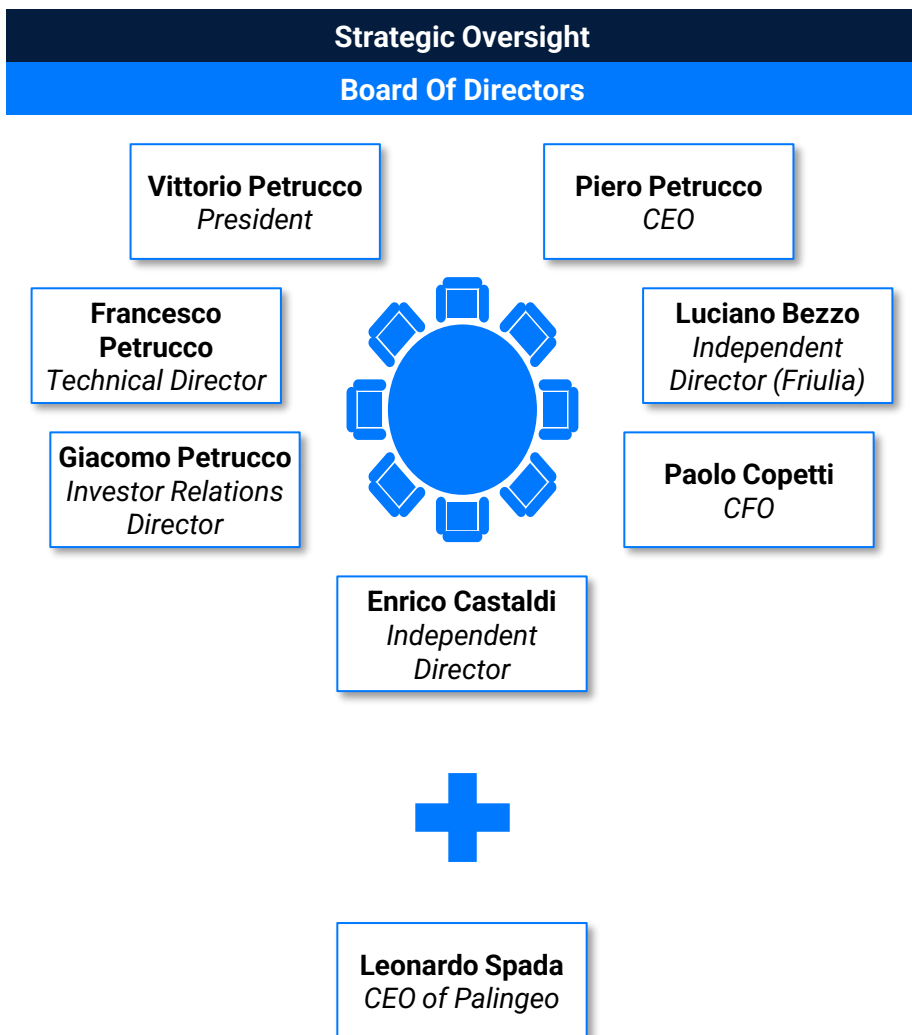 Strategic Oversight
Board Of Directors
Vittorio Petrucco
President
Piero Petrucco
CEO
Francesco
Petrucco
Technical Director
Luciano Bezzo
Independent
Director (Friulia)
Giacomo Petrucco
Investor Relations
Director
Paolo Copetti
CFO
Enrico Castaldi
Independent
Director
Leonardo Spada
CEO of Palingeo